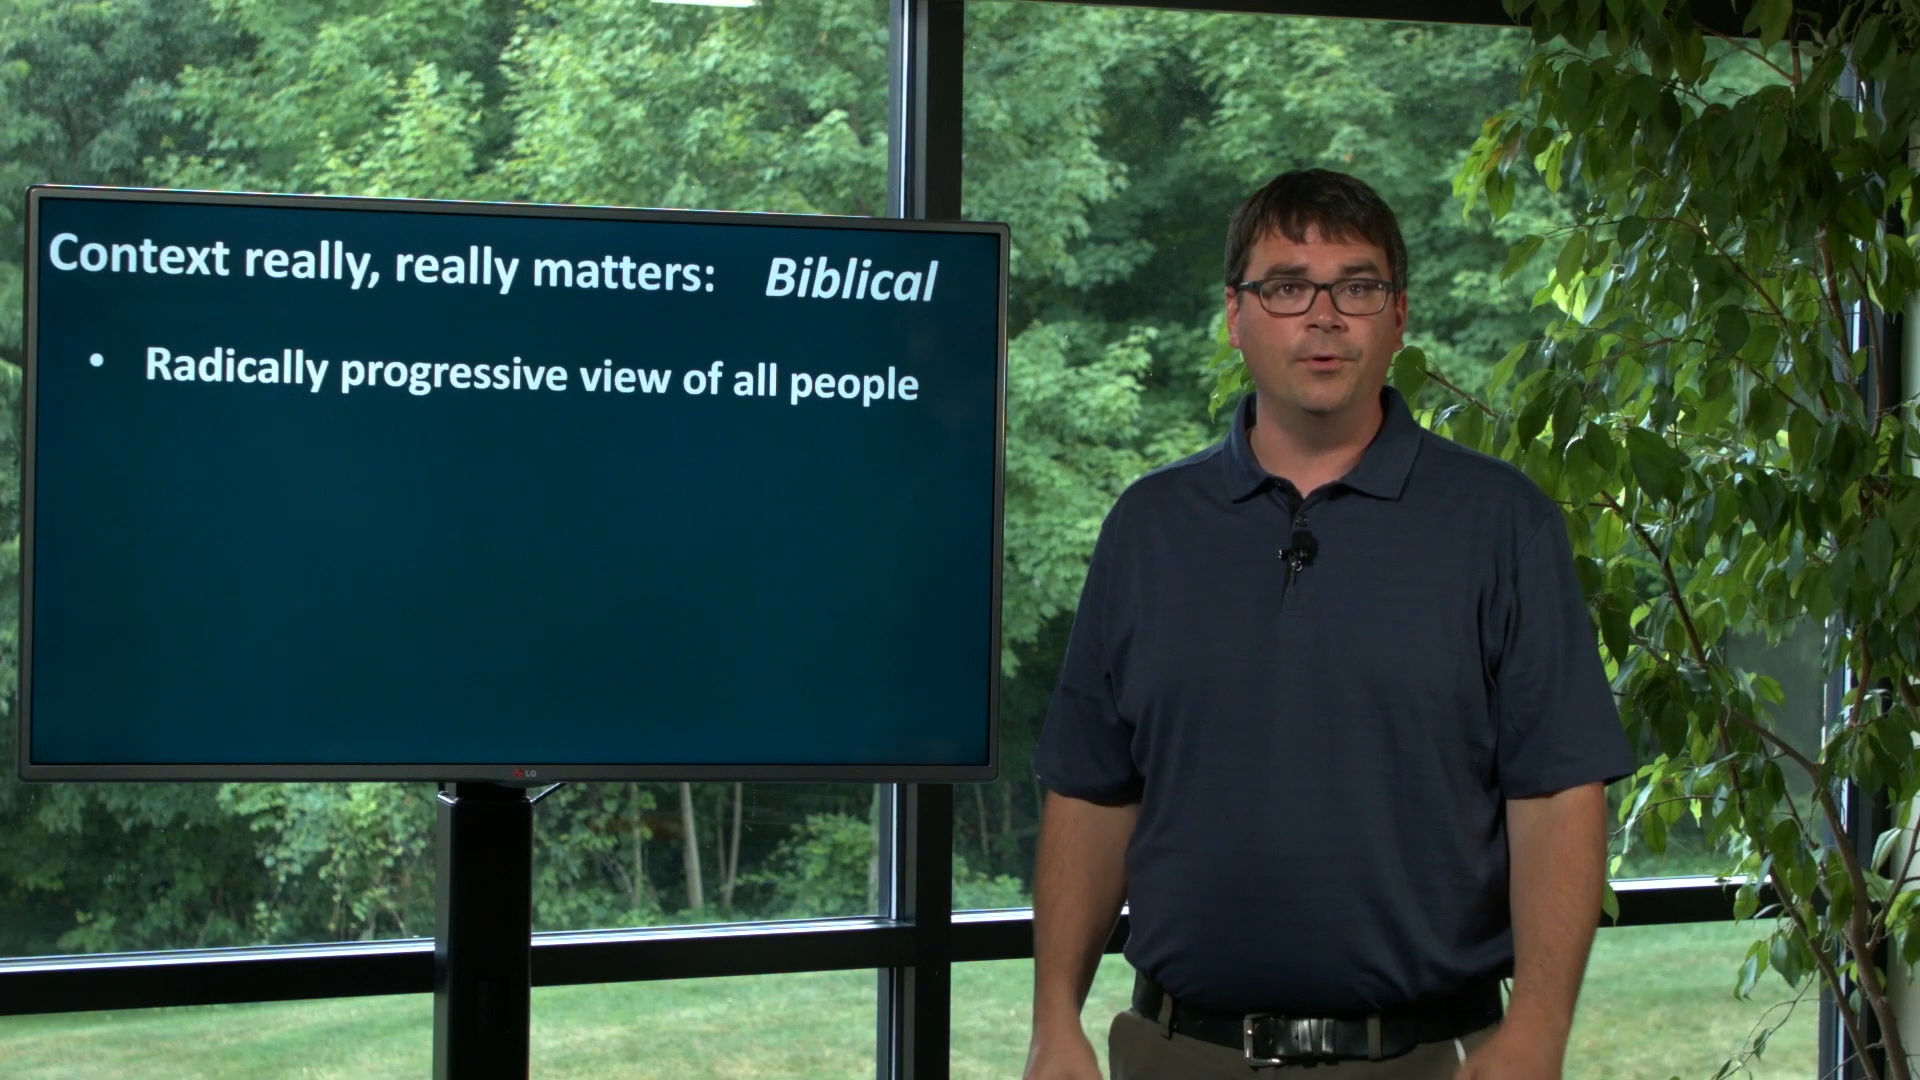 Context really, really matters: Biblical
• Radically progressive view of all people
LG